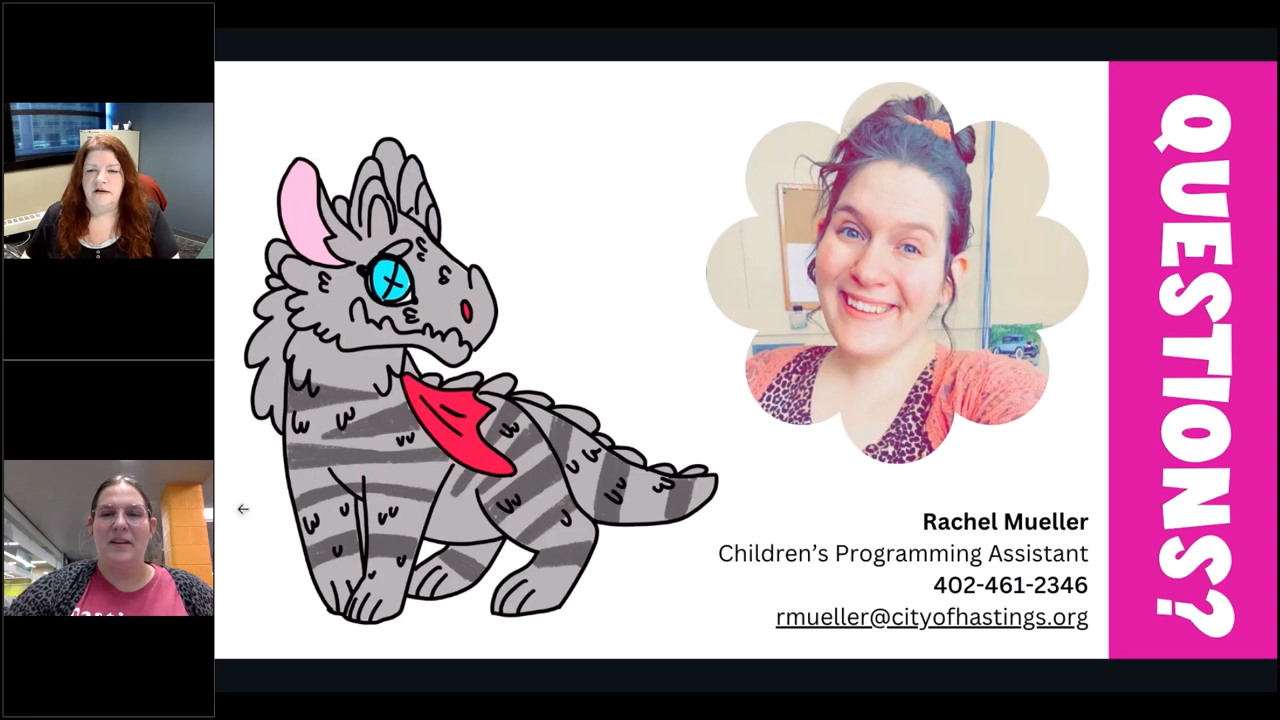 QUESTIONS?
Rachel Mueller
Children's Programming Assistant
402-461-2346
rmueller@cityofhastings.org